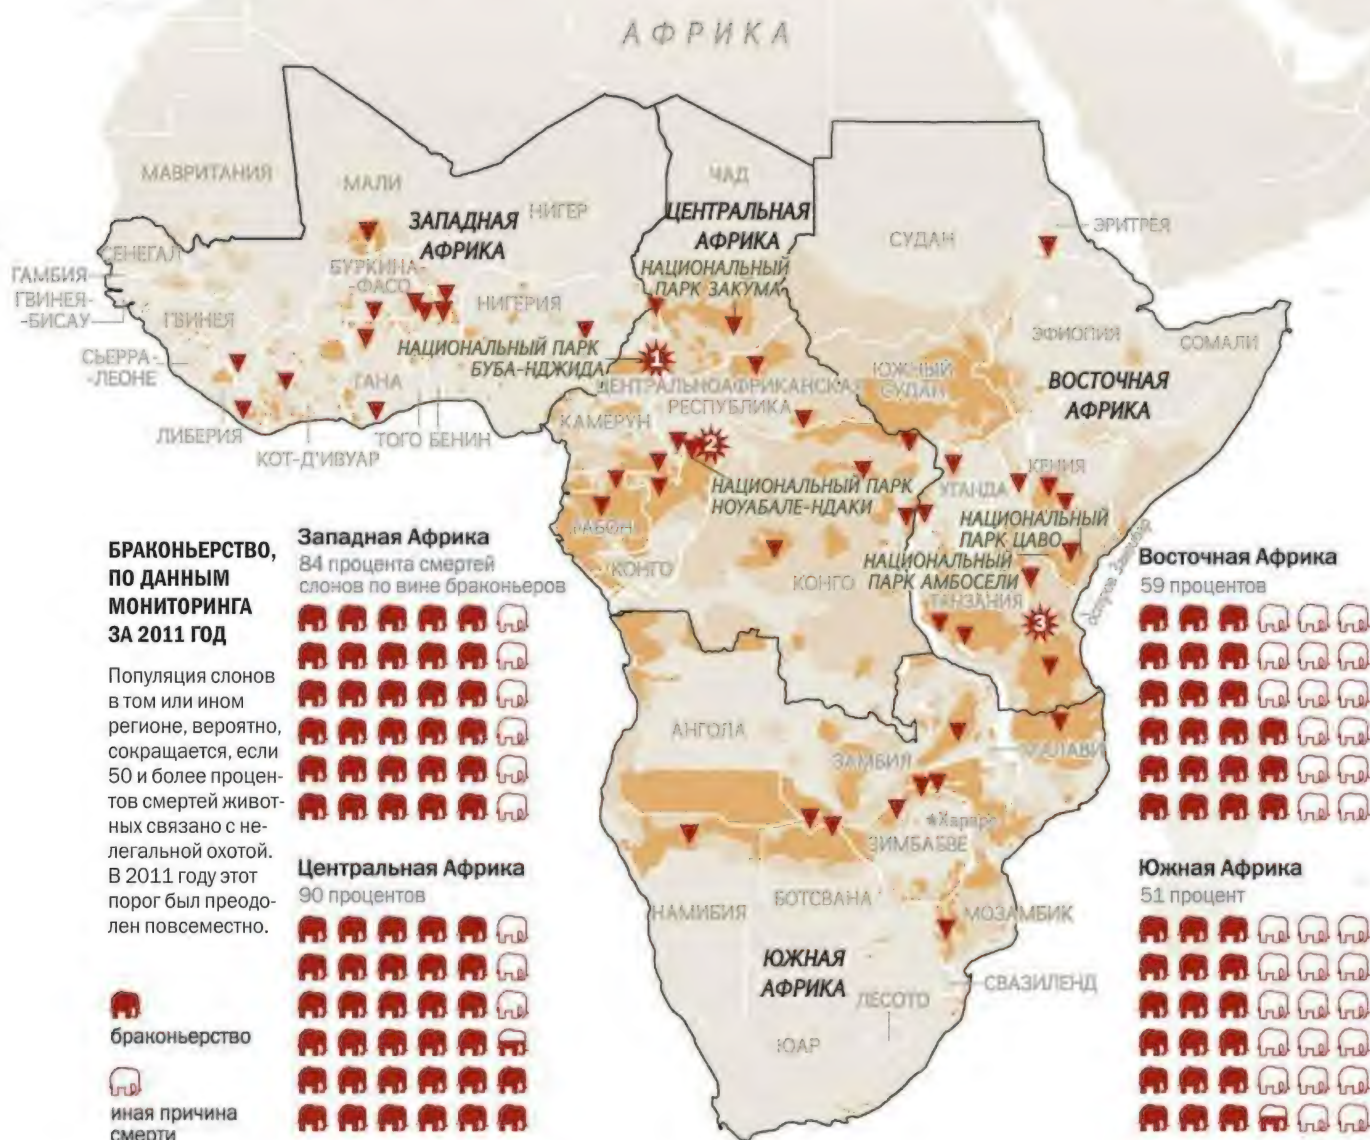 АФРИКА
МАВРИТАНИЯ
МАЛИ
НИГЕР
ЧАД
ЗАПАДНАЯ
АФРИКА
ЦЕНТРАЛЬНАЯ
АФРИКА
СУДАН
ЭРИТРЕЯ
СЕНЕГАЛ
ГАМБИЯ
ГВИНЕЯ-
-БИСАУ
ГВИНЕЯ
БУРКИНА-
-ФАСО
НИГЕРИЯ
НАЦИОНАЛЬНЫЙ
ПАРК ЗАКУМА
ЭФИОПИЯ
СОМАЛИ
СЬЕРРА-
-ЛЕОНЕ
НАЦИОНАЛЬНЫЙ ПАРК
БУБА-НДЖИДА
1
ГАНА
ЦЕНТРАЛЬНОАФРИКАНСКАЯ
РЕСПУБЛИКА
ЮЖНЫЙ
СУДАН
ВОСТОЧНАЯ
АФРИКА
ЛИБЕРИЯ
КОТ-Д'ИВУАР
ТОГО
БЕНИН
КАМЕРУН
2
НАЦИОНАЛЬНЫЙ ПАРК
НОУАБАЛЕ-НДАКИ
УГАНДА
КЕНИЯ
НАЦИОНАЛЬНЫЙ
ПАРК ЦАВО
НАЦИОНАЛЬНЫЙ
ПАРК АМБОСЕЛИ
ГАБОН
КОНГО
КОНГО
ТАНЗАНИЯ
3
остров Занзибар
АНГОЛА
ЗАМБИЯ
МАЛАВИ
Хараре
ЗИМБАБВЕ
НАМИБИЯ
БОТСВАНА
МОЗАМБИК
ЮЖНАЯ
АФРИКА
ЛЕСОТО
СВАЗИЛЕНД
ЮАР
БРАКОНЬЕРСТВО,
ПО ДАННЫМ
МОНИТОРИНГА
ЗА 2011 ГОД
Популяция слонов
в том или ином
регионе, вероятно,
сокращается, если
50 и более процен-
тов смертей живот-
ных связано с не-
легальной охотой.
В 2011 году этот
порог был преодо-
лен повсеместно.
браконьерство
иная причина
смерти
Западная Африка
84 процента смертей
слонов по вине браконьеров
Центральная Африка
90 процентов
Восточная Африка
59 процентов
Южная Африка
51 процент